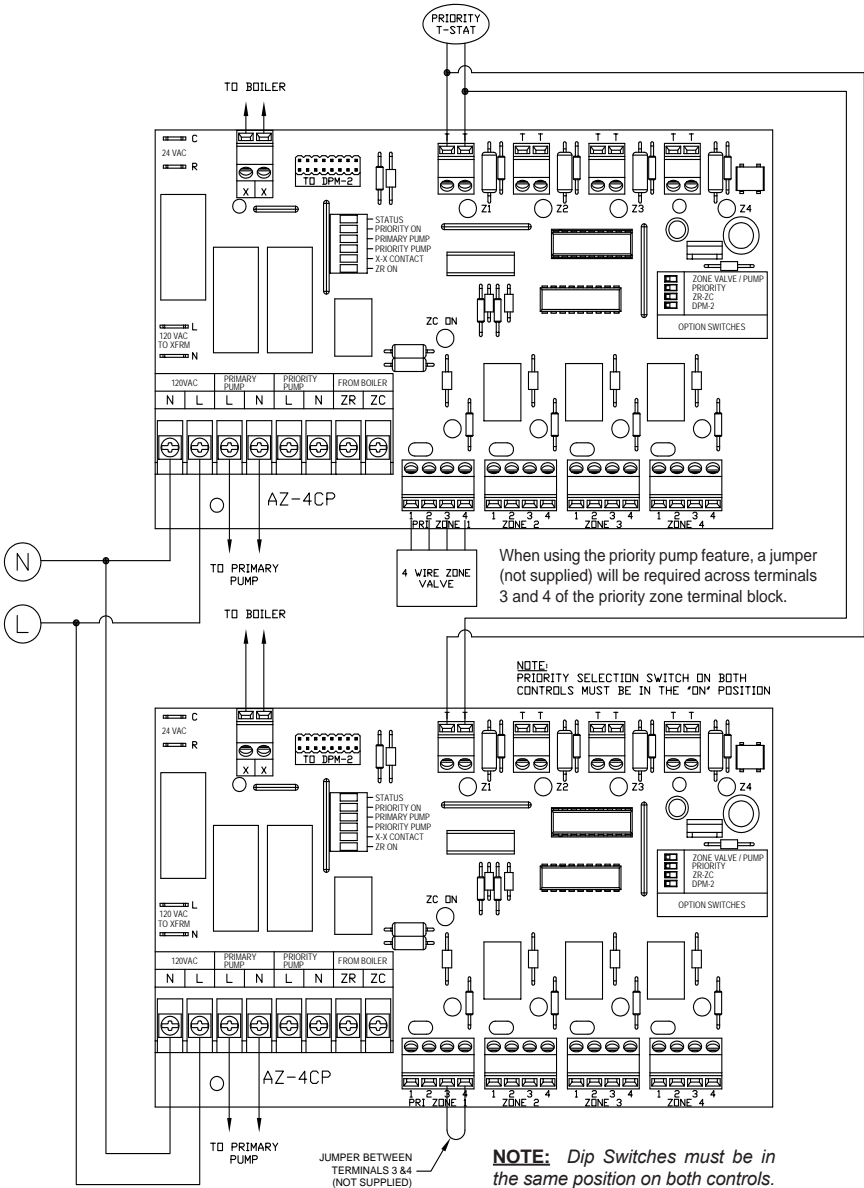 PRIORITY
T-STAT
TO BOILER
C
24 VAC
R
X X
TO DPM-2
STATUS
PRIORITY ON
PRIMARY PUMP
PRIORITY PUMP
X-X CONTACT
ZR ON
T T T T T T T T
Z1 Z2 Z3 Z4
ZONE VALVE / PUMP
PRIORITY
ZR-ZC
DPM-2
OPTION SWITCHES
ZC ON
L
120 VAC
TO XFRM
N
120VAC PRIMARY PUMP PRIORITY PUMP FROM BOILER
N L L N L N ZR ZC
AZ-4CP
1 2 3 4 1 2 3 4 1 2 3 4 1 2 3 4
PRI ZONE 1 ZONE 2 ZONE 3 ZONE 4
N
L
TO PRIMARY
PUMP
4 WIRE ZONE
VALVE
When using the priority pump feature, a jumper
(not supplied) will be required across terminals
3 and 4 of the priority zone terminal block.
TO BOILER
NOTE:
PRIORITY SELECTION SWITCH ON BOTH
CONTROLS MUST BE IN THE "ON" POSITION
C
24 VAC
R
X X
TO DPM-2
STATUS
PRIORITY ON
PRIMARY PUMP
PRIORITY PUMP
X-X CONTACT
ZR ON
T T T T T T T T
Z1 Z2 Z3 Z4
ZONE VALVE / PUMP
PRIORITY
ZR-ZC
DPM-2
OPTION SWITCHES
ZC ON
L
120 VAC
TO XFRM
N
120VAC PRIMARY PUMP PRIORITY PUMP FROM BOILER
N L L N L N ZR ZC
AZ-4CP
1 2 3 4 1 2 3 4 1 2 3 4 1 2 3 4
PRI ZONE 1 ZONE 2 ZONE 3 ZONE 4
TO PRIMARY
PUMP
JUMPER BETWEEN
TERMINALS 3 &4
(NOT SUPPLIED)
NOTE: Dip Switches must be in
the same position on both controls.